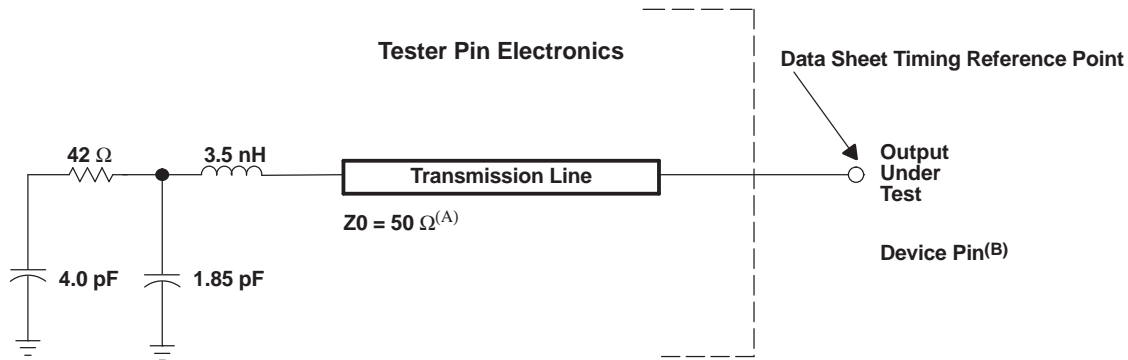 Tester Pin Electronics
Data Sheet Timing Reference Point
42 Ω
3.5 nH
Transmission Line
Output
Under
Test
Z0 = 50 Ω(A)
Device Pin(B)
4.0 pF
1.85 pF